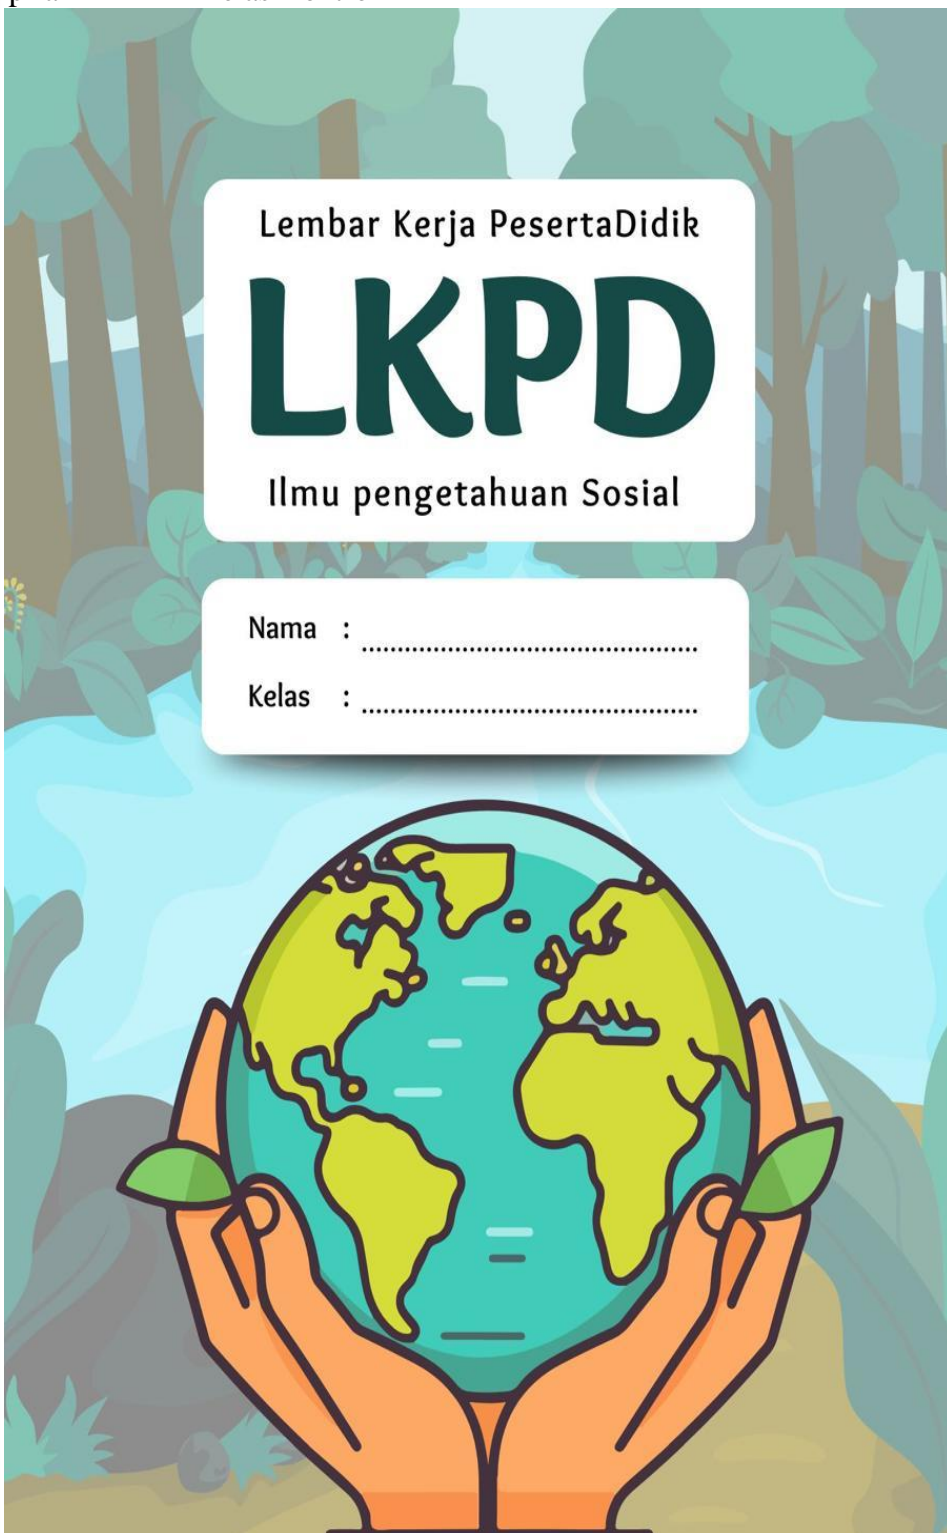 Lembar Kerja PesertaDidik
LKPD
Ilmu pengetahuan Sosial
Nama : ................................................
Kelas : ................................................